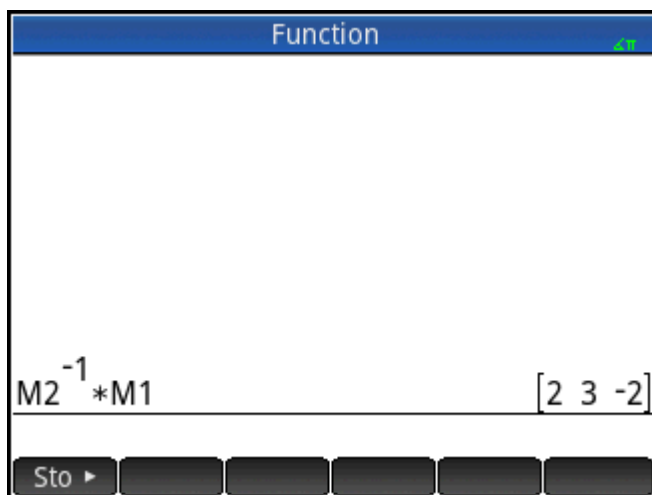 Function
∡π
M2⁻¹*M1
[2 3 -2]
Sto ►